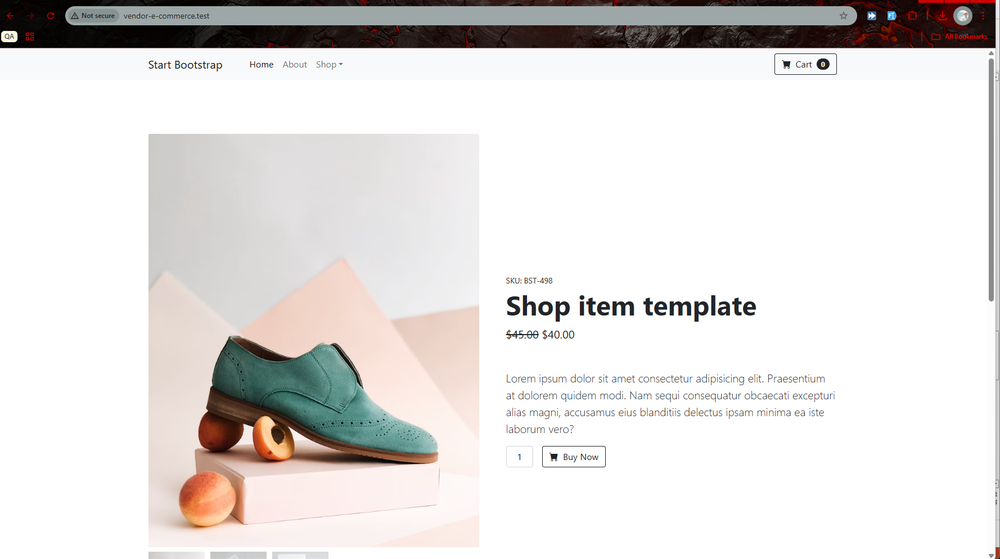 Not secure
vendor-e-commerce.test
QA
All Bookmarks
Start Bootstrap
Home
About
Shop
Cart 0
SKU: BST-498
Shop item template
$45.00 $40.00
Lorem ipsum dolor sit amet consectetur adipisicing elit. Praesentium
at dolorem quidem modi. Nam sequi consequatur obcaecati excepturi
alias magni, accusamus eius blanditiis delectus ipsam minima ea iste
laborum vero?
1
Buy Now